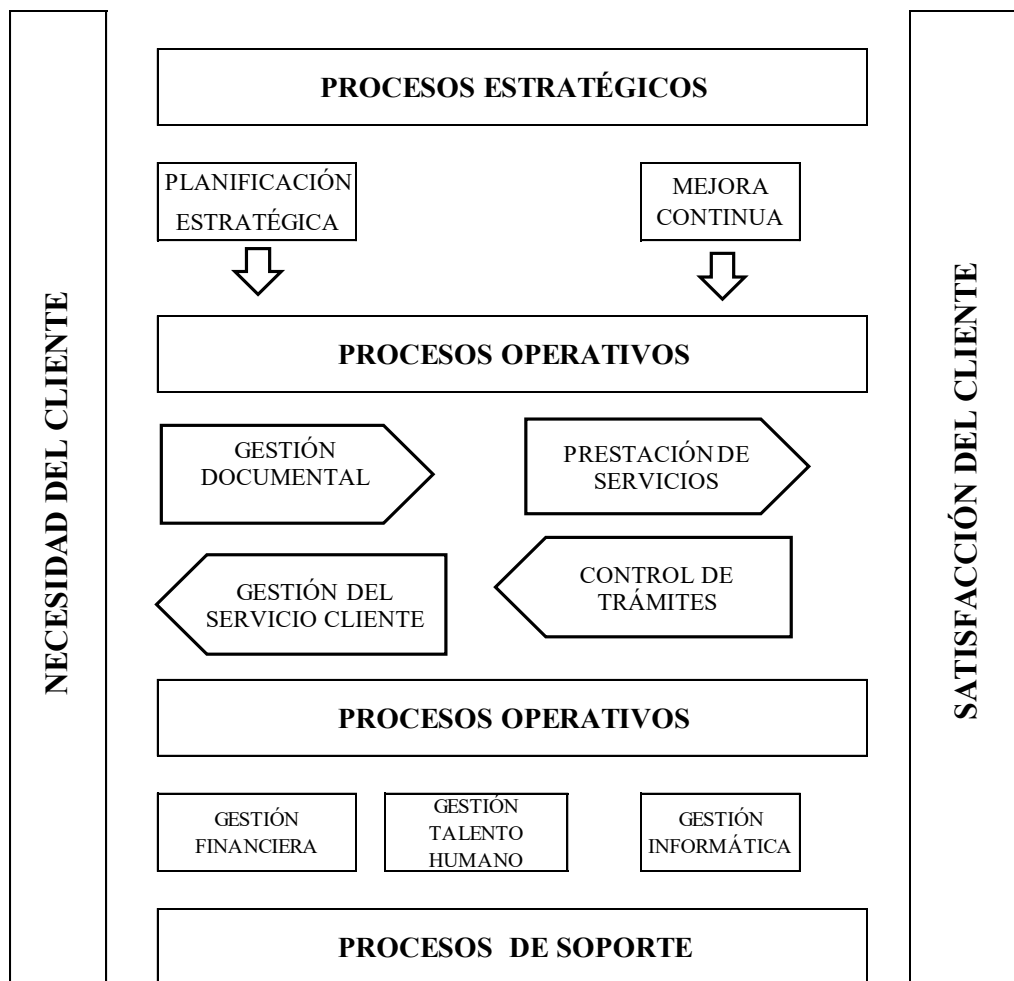 PROCESOS ESTRATÉGICOS
PLANIFICACIÓN
ESTRATÉGICA
MEJORA
CONTINUA
NECESIDAD DEL CLIENTE
SATISFACCIÓN DEL CLIENTE
PROCESOS OPERATIVOS
GESTIÓN
DOCUMENTAL
PRESTACIÓN DE
SERVICIOS
GESTIÓN DEL
SERVICIO CLIENTE
CONTROL DE
TRÁMITES
PROCESOS OPERATIVOS
GESTIÓN
FINANCIERA
GESTIÓN
TALENTO
HUMANO
GESTIÓN
INFORMÁTICA
PROCESOS DE SOPORTE